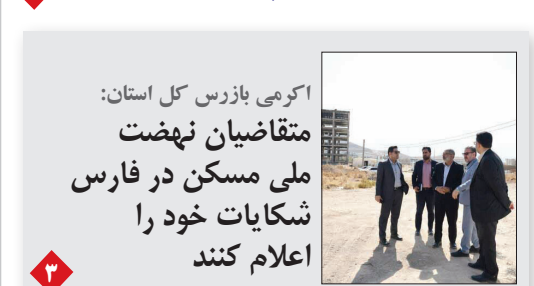 اکرمی بازرس کل استان:
متقاضیان نهضت
ملی مسکن در فارس
شکایات خود را
اعلام کنند
۳